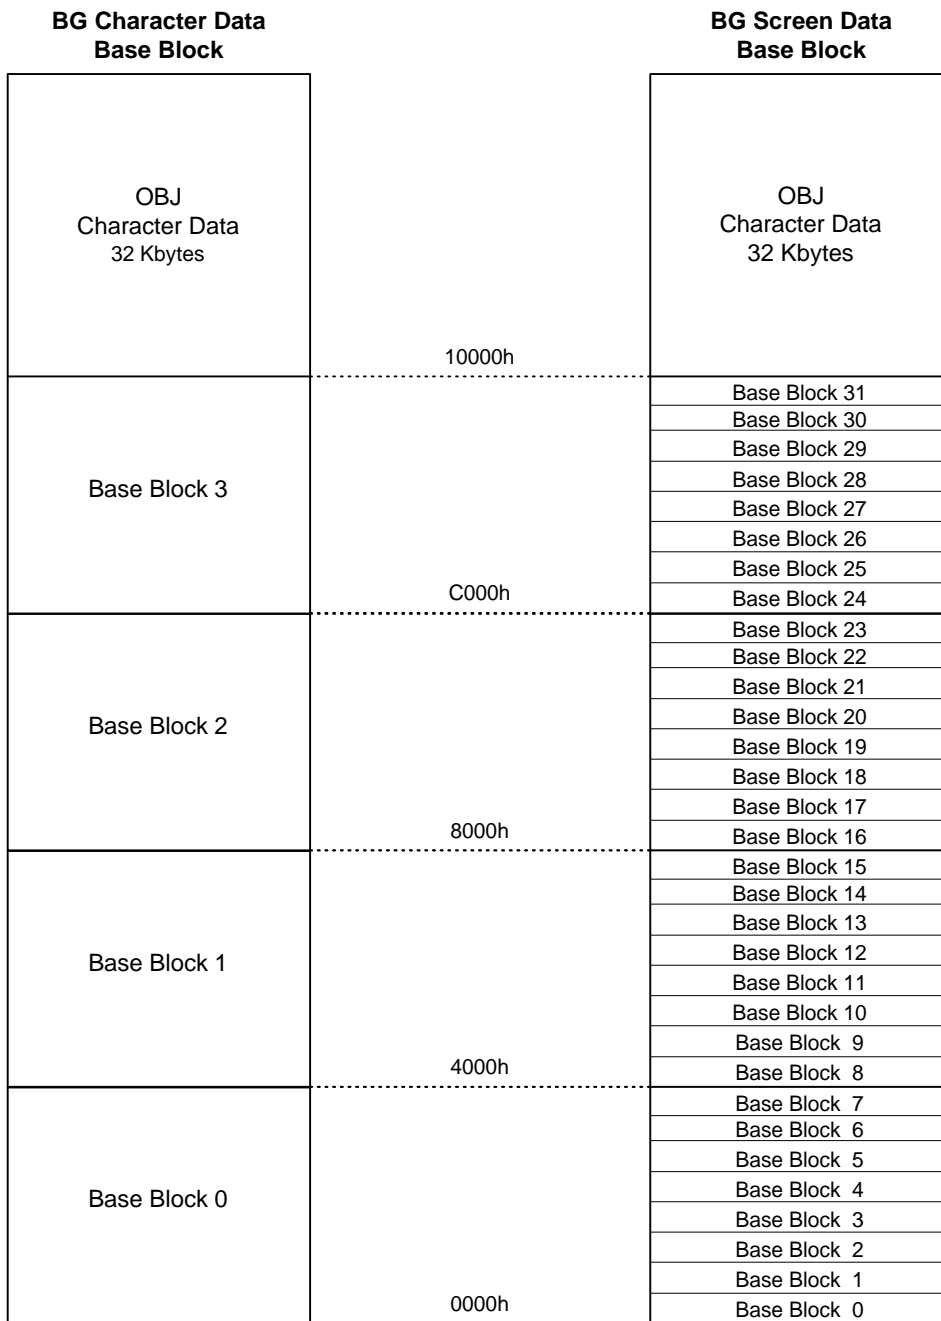 BG Character Data
Base Block
BG Screen Data
Base Block
OBJ
Character Data
32 Kbytes
OBJ
Character Data
32 Kbytes
10000h
Base Block 3
C000h
Base Block 2
8000h
Base Block 1
4000h
Base Block 0
0000h
Base Block 31
Base Block 30
Base Block 29
Base Block 28
Base Block 27
Base Block 26
Base Block 25
Base Block 24
Base Block 23
Base Block 22
Base Block 21
Base Block 20
Base Block 19
Base Block 18
Base Block 17
Base Block 16
Base Block 15
Base Block 14
Base Block 13
Base Block 12
Base Block 11
Base Block 10
Base Block 9
Base Block 8
Base Block 7
Base Block 6
Base Block 5
Base Block 4
Base Block 3
Base Block 2
Base Block 1
Base Block 0